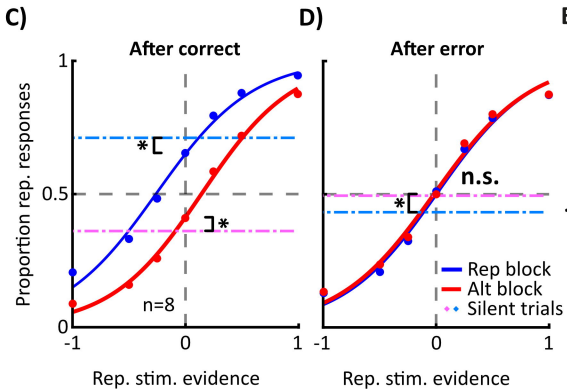 C)
After correct
Proportion rep. responses
1
0.5
0
*
*
n=8
-1
0
1
Rep. stim. evidence
D)
After error
n.s.
*
Rep block
Alt block
Silent trials
-1
0
1
Rep. stim. evidence